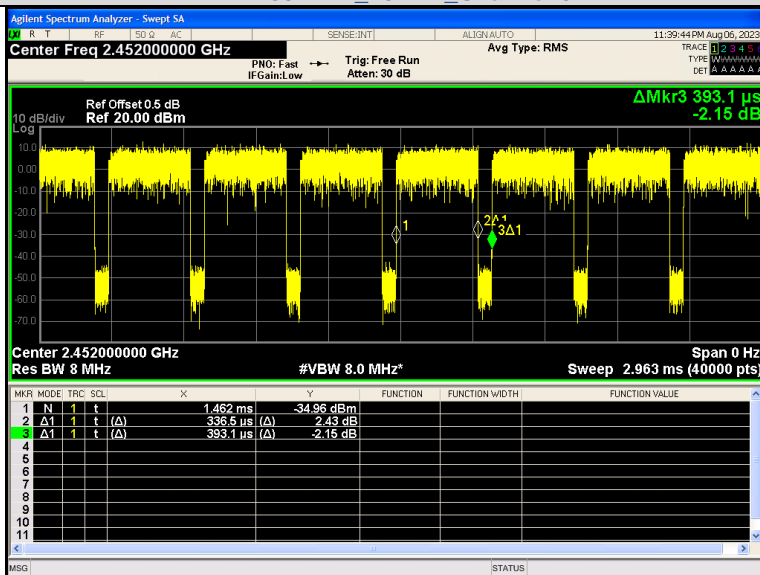 Agilent Spectrum Analyzer - Swept SA
LXI R T RF 50 Ω AC SENSE:INT ALIGN AUTO 11:39:44 PM Aug 06, 2023
Center Freq 2.452000000 GHz Avg Type: RMS TRACE 1 2 3 4 5
PNO: Fast Trig: Free Run TYPE W
IFGain:Low Atten: 30 dB DET A A A A A
ΔMkr3 393.1 µs
Ref Offset 0.5 dB -2.15 dB
10 dB/div Ref 20.00 dBm
Log
10.0
0.00
-10.0
-20.0
1 2Δ1
-30.0 3Δ1
-40.0
-50.0
-60.0
-70.0
Center 2.452000000 GHz Span 0 Hz
Res BW 8 MHz #VBW 8.0 MHz* Sweep 2.963 ms (40000 pts)
MKR MODE TRC SCL X Y FUNCTION FUNCTION WIDTH FUNCTION VALUE
1 N 1 t 1.462 ms -34.96 dBm
2 Δ1 1 t (Δ) 336.5 µs (Δ) 2.43 dB
3 Δ1 1 t (Δ) 393.1 µs (Δ) -2.15 dB
4
5
6
7
8
9
10
11
MSG STATUS